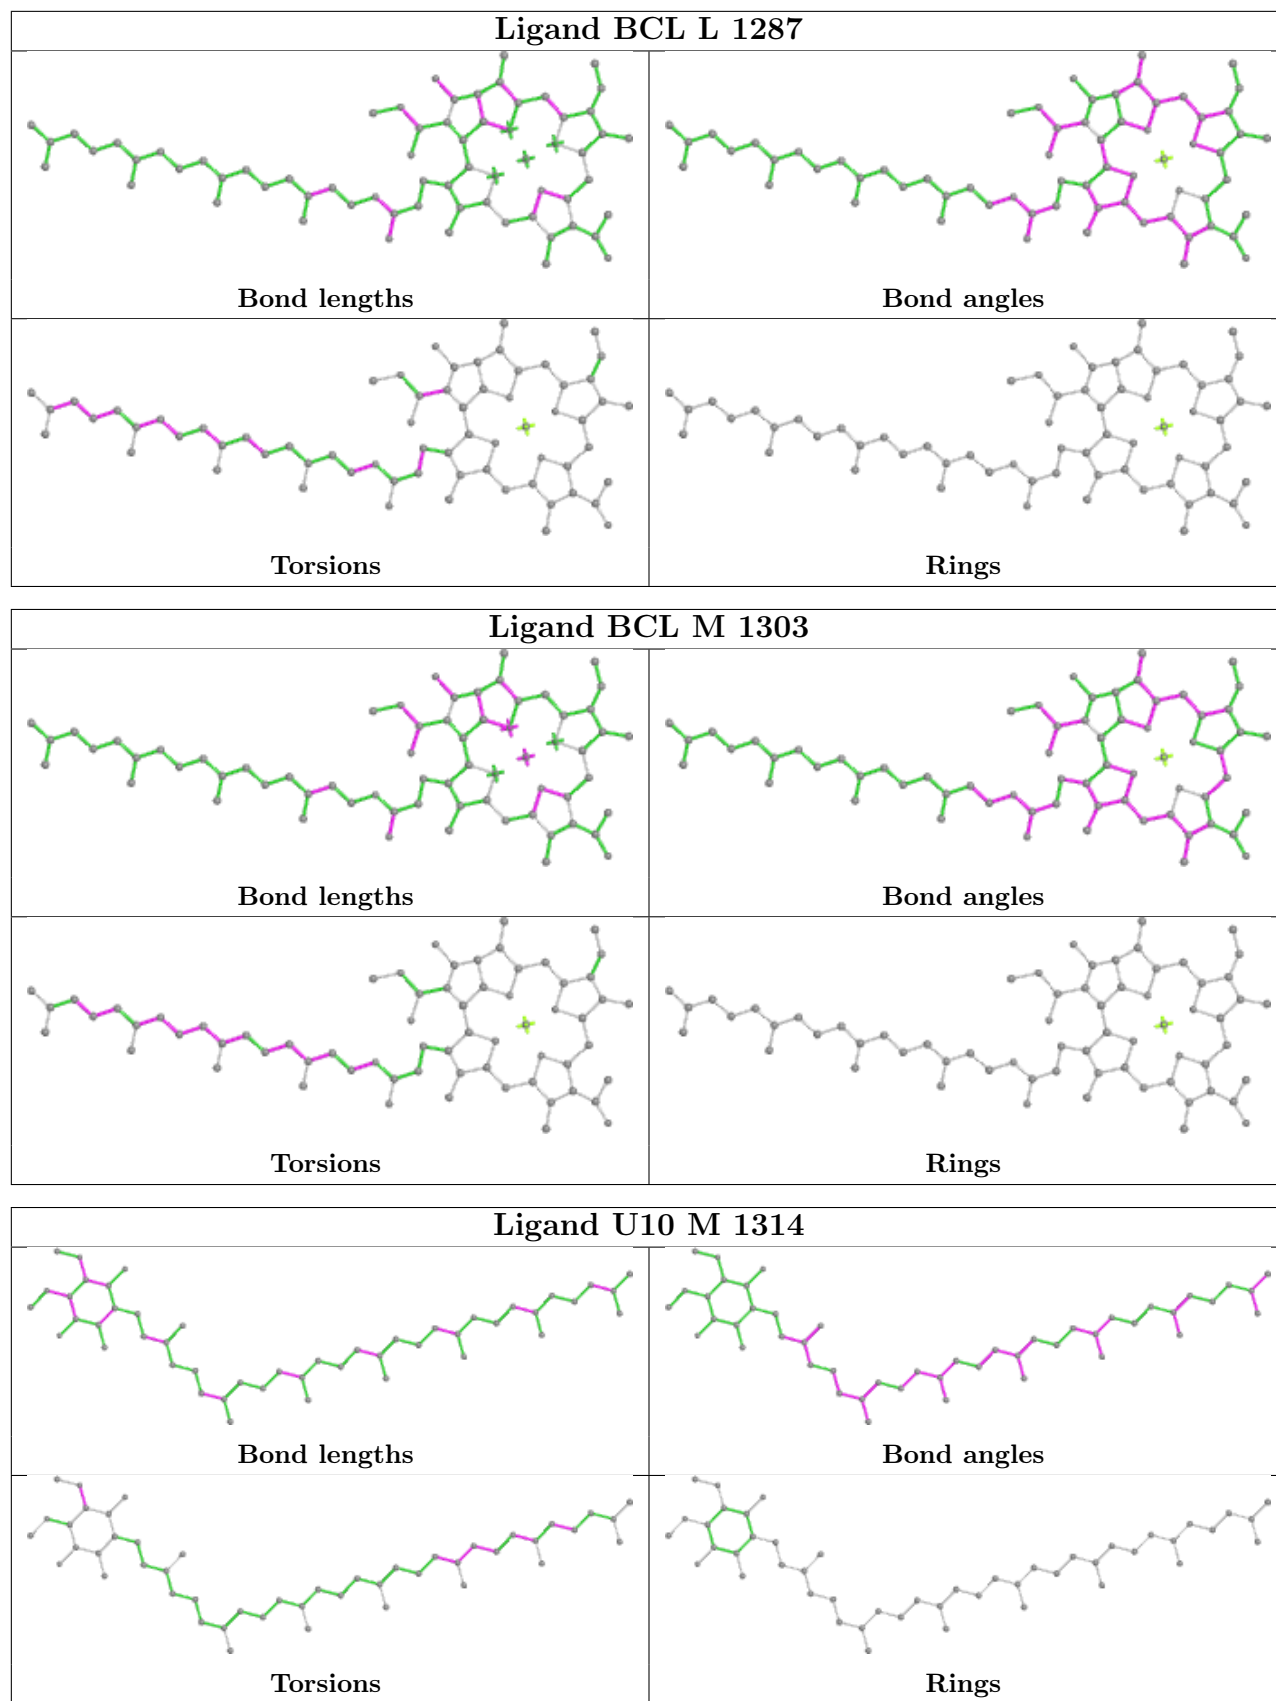 Ligand BCL L 1287
Bond lengths
Bond angles
Torsions
Rings
Ligand BCL M 1303
Bond lengths
Bond angles
Torsions
Rings
Ligand U10 M 1314
Bond lengths
Bond angles
Torsions
Rings